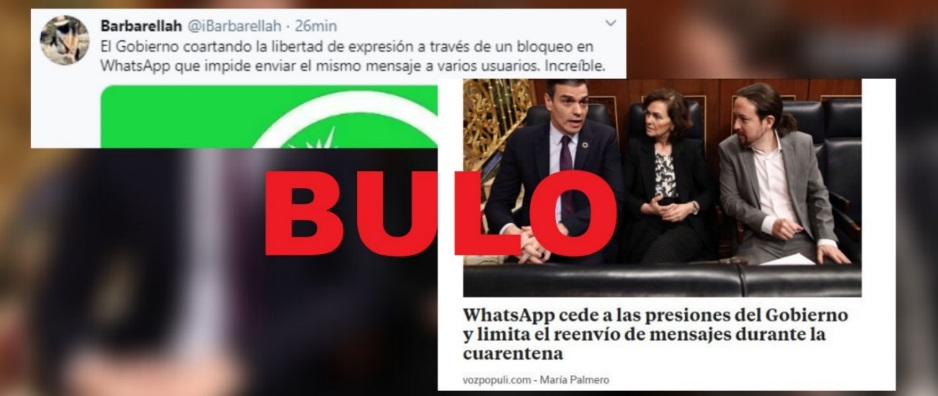 Barbarellah @iBarbarellah · 26min
El Gobierno coartando la libertad de expresión a través de un bloqueo en
WhatsApp que impide enviar el mismo mensaje a varios usuarios. Increíble.
BULO
WhatsApp cede a las presiones del Gobierno
y limita el reenvío de mensajes durante la
cuarentena
vozpopuli.com - María Palmero